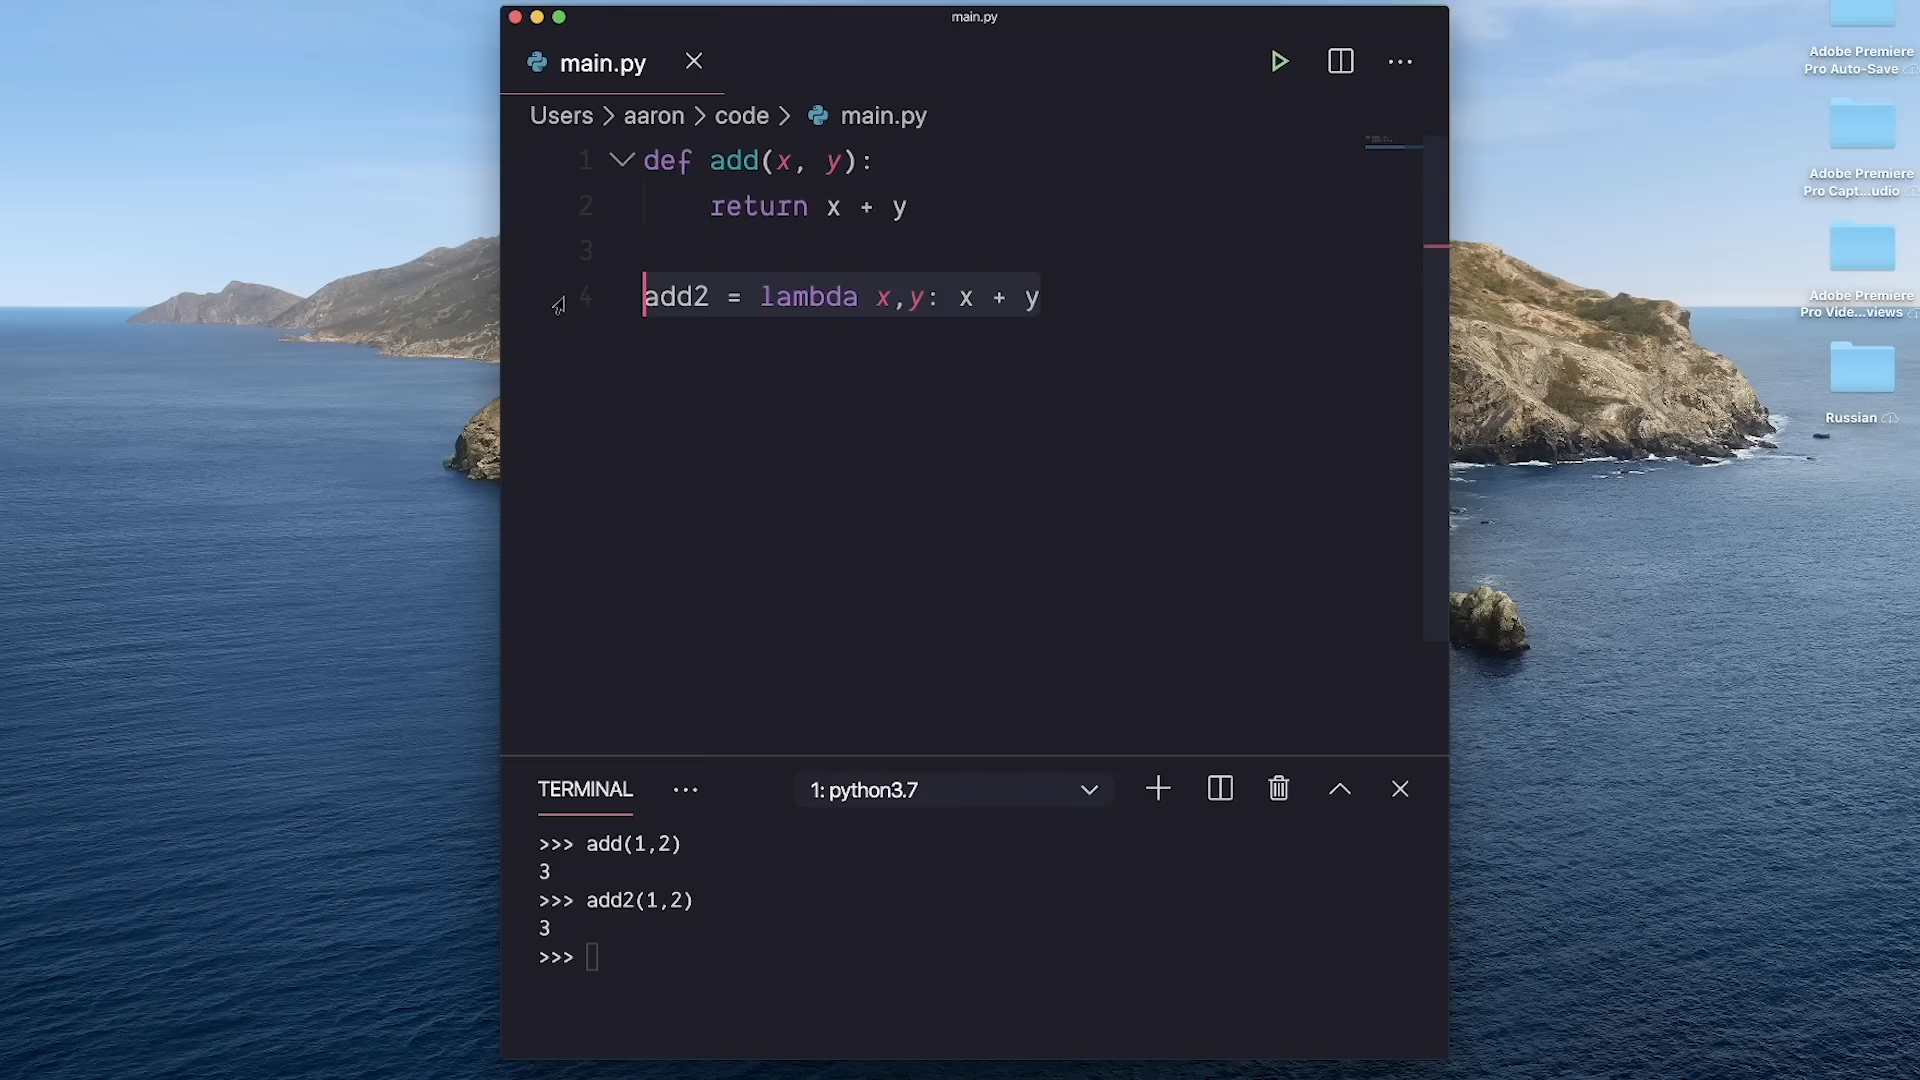 main.py
main.py
Users > aaron > code > main.py
1 def add(x, y):
2 return x + y
3
4 add2 = lambda x,y: x + y
TERMINAL ... 1: python3.7
>>> add(1,2)
3
>>> add2(1,2)
3
>>>
Adobe Premiere
Pro Auto-Save
Adobe Premiere
Pro Capt...udio
Adobe Premiere
Pro Vide...views
Russian